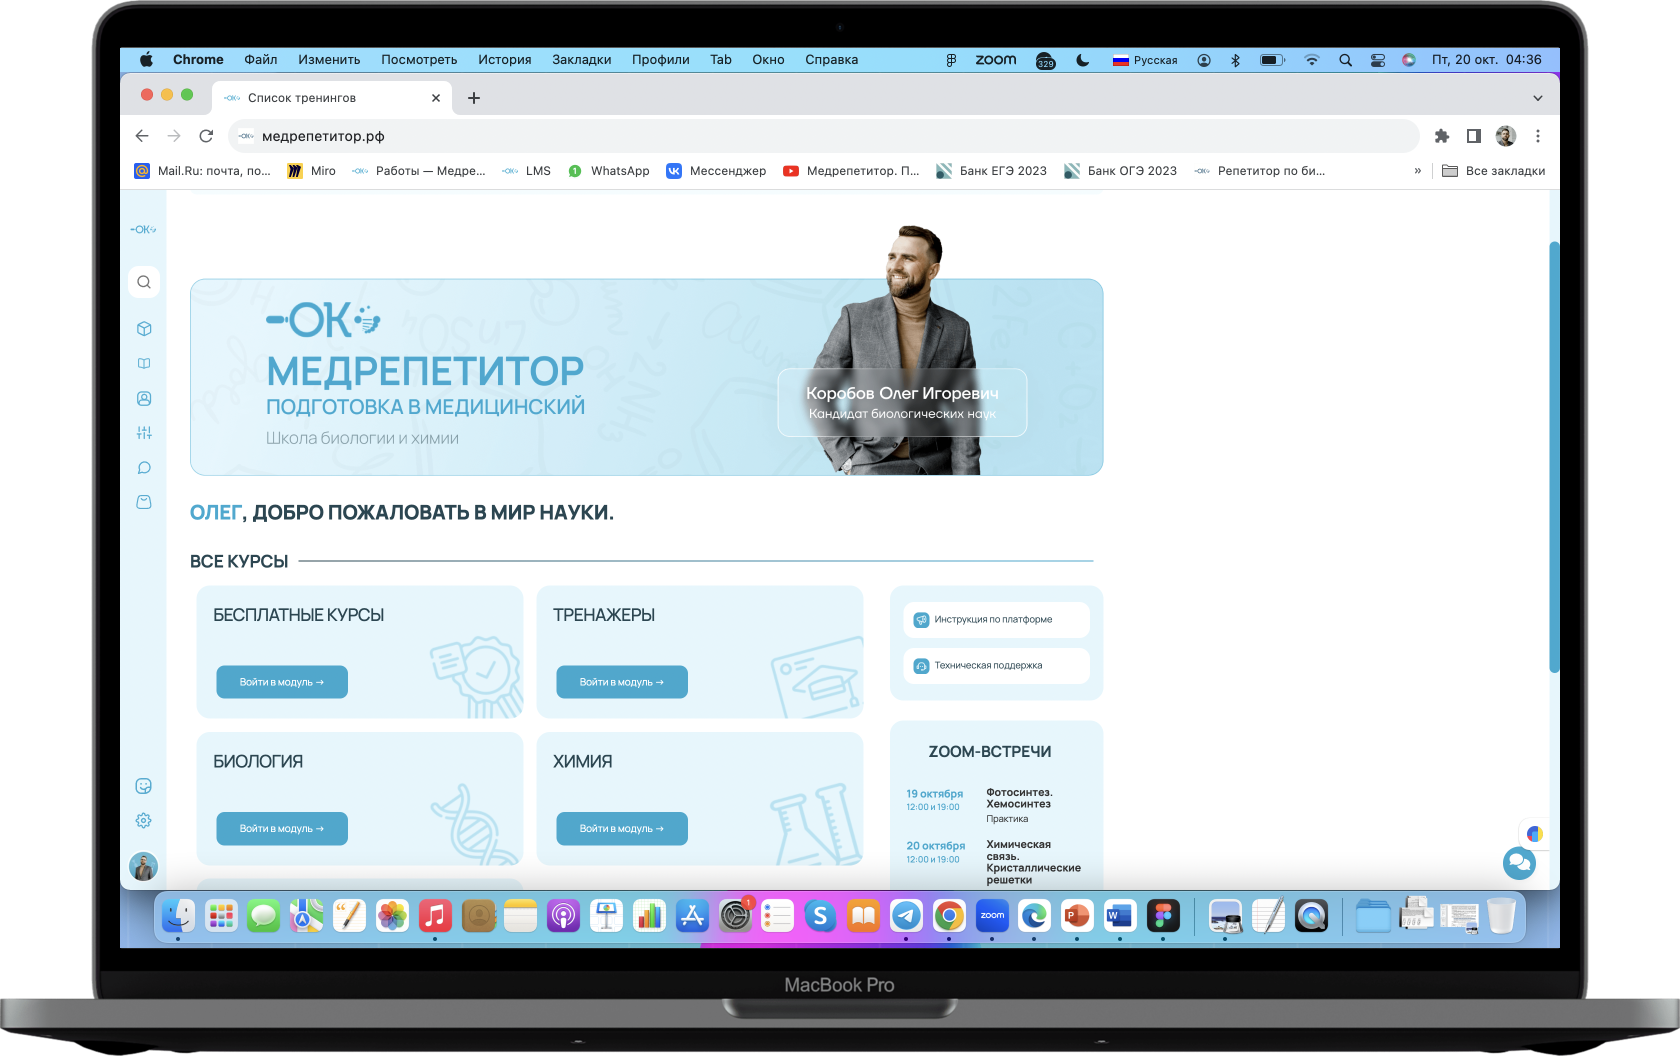 Chrome Файл Изменить Посмотреть История Закладки Профили Tab Окно Справка
zoom 329 Русская Пт, 20 окт. 04:36
-ОК Список тренингов
-ОК медрепетитор.рф
Mail.Ru: почта, по... Miro Работы — Медре... LMS WhatsApp Мессенджер Медрепетитор. П... Банк ЕГЭ 2023 Банк ОГЭ 2023 Репетитор по би... » Все закладки
-ОК
-ОК
МЕДРЕПЕТИТОР
ПОДГОТОВКА В МЕДИЦИНСКИЙ
Школа биологии и химии
Коробов Олег Игоревич
Кандидат биологических наук
ОЛЕГ, ДОБРО ПОЖАЛОВАТЬ В МИР НАУКИ.
ВСЕ КУРСЫ
БЕСПЛАТНЫЕ КУРСЫ
Войти в модуль →
ТРЕНАЖЕРЫ
Войти в модуль →
БИОЛОГИЯ
Войти в модуль →
ХИМИЯ
Войти в модуль →
Инструкция по платформе
Техническая поддержка
ZOOM-ВСТРЕЧИ
19 октября
12:00 и 19:00
Фотосинтез.
Хемосинтез
Практика
20 октября
12:00 и 19:00
Химическая
связь.
Кристаллические
решетки
1
zoom
MacBook Pro